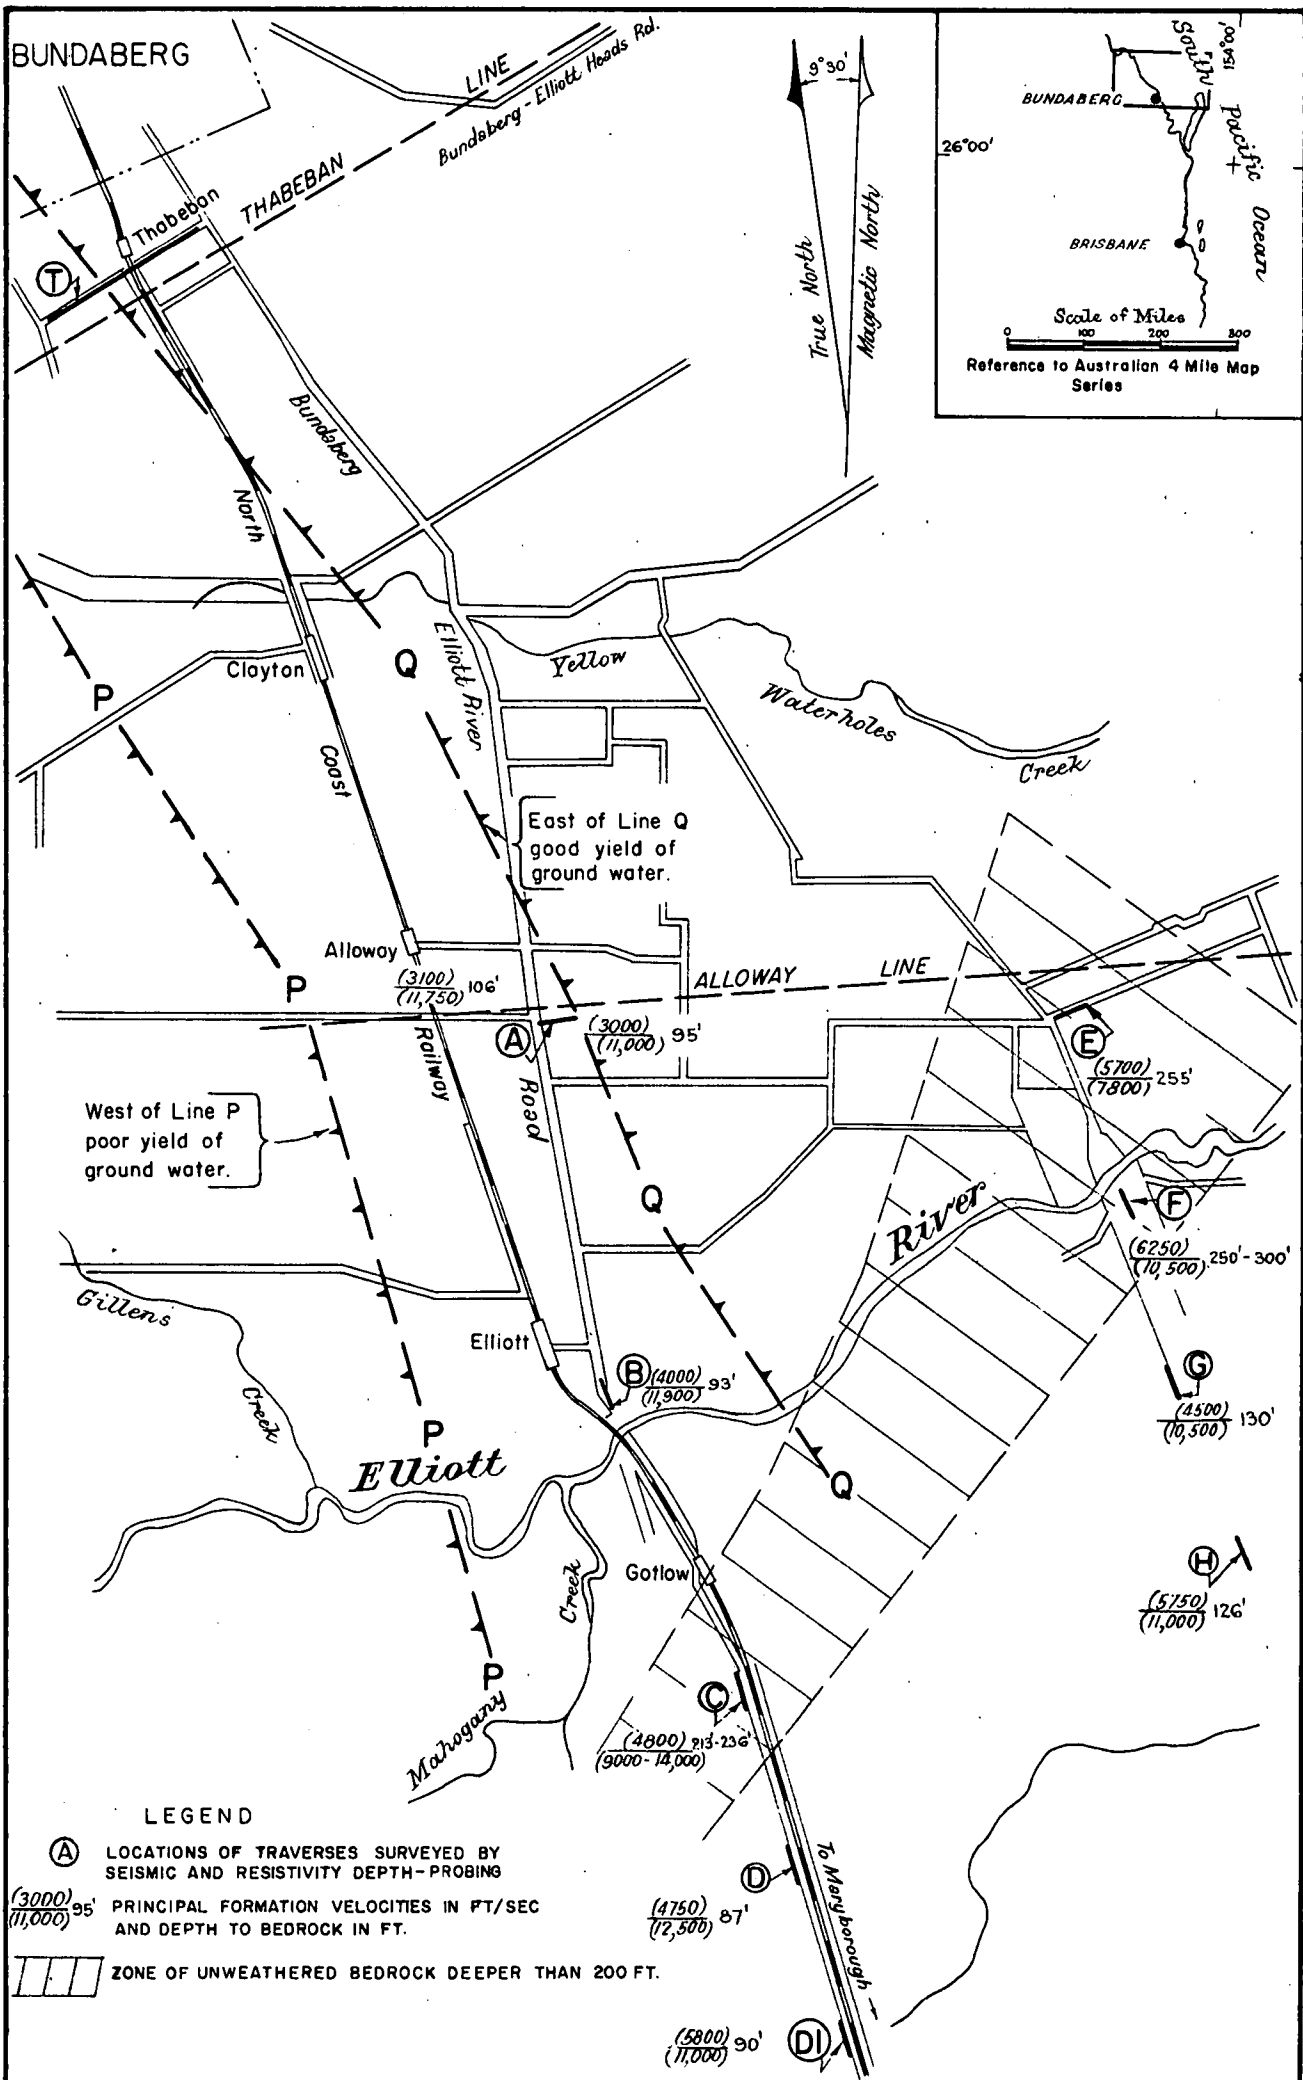 BUNDABERG
LINE
Bundaberg - Elliott Heads Rd.
THABEBAN
Thabeban
T
9°30'
True North
Magnetic North
South Pacific Ocean
154°00'
BUNDABERG
26°00'
BRISBANE
Scale of Miles
0 100 200 300
Reference to Australian 4 Mile Map
Series
Bundaberg
North
Clayton
P
Q
Elliott River
Yellow
Waterholes
Creek
Coast
East of Line Q
good yield of
ground water.
Alloway
P
ALLOWAY LINE
(3100)
(11,750) 106'
Railway
A
(3000)
(11,000) 95'
Road
E
(5700)
(7800) 255'
West of Line P
poor yield of
ground water.
Q
River
F
(6250)
(10,500) 250'-300'
Gillens
Creek
Elliott
B
(4000)
(11,900) 93'
G
(4500)
(10,500) 130'
P
Elliott
Q
Gotlow
Creek
H
(5750)
(11,000) 126'
P
Mahogany
C
(4800)
(9000-14,000) 213'-236'
LEGEND
A LOCATIONS OF TRAVERSES SURVEYED BY
SEISMIC AND RESISTIVITY DEPTH-PROBING
(3000)
(11,000) 95' PRINCIPAL FORMATION VELOCITIES IN FT/SEC
AND DEPTH TO BEDROCK IN FT.
ZONE OF UNWEATHERED BEDROCK DEEPER THAN 200 FT.
D
(4750)
(12,500) 87'
To Maryborough →
(5800)
(11,000) 90'
D1